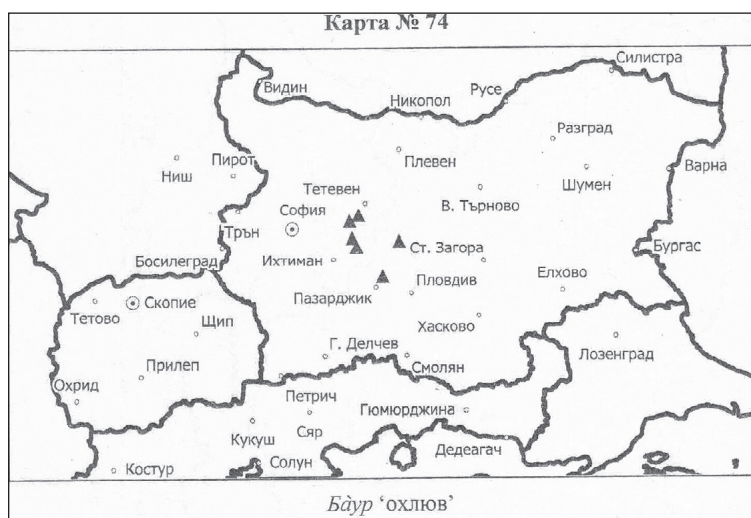 Карта № 74
Силистра
Видин
Никопол
Русе
Разград
Плевен
Пирот
Ниш
Шумен
Варна
Тетевен
В. Търново
София
Трън
Босилеград
Ихтиман
Ст. Загора
Бургас
Елхово
Пловдив
Пазарджик
Скопие
Тетово
Щип
Хасково
Лозенград
Г. Делчев
Смолян
Прилеп
Охрид
Петрич
Гюмюрджина
Кукуш
Сяр
Дедеагач
Солун
Костур
Ба̀ур ‘охлюв’